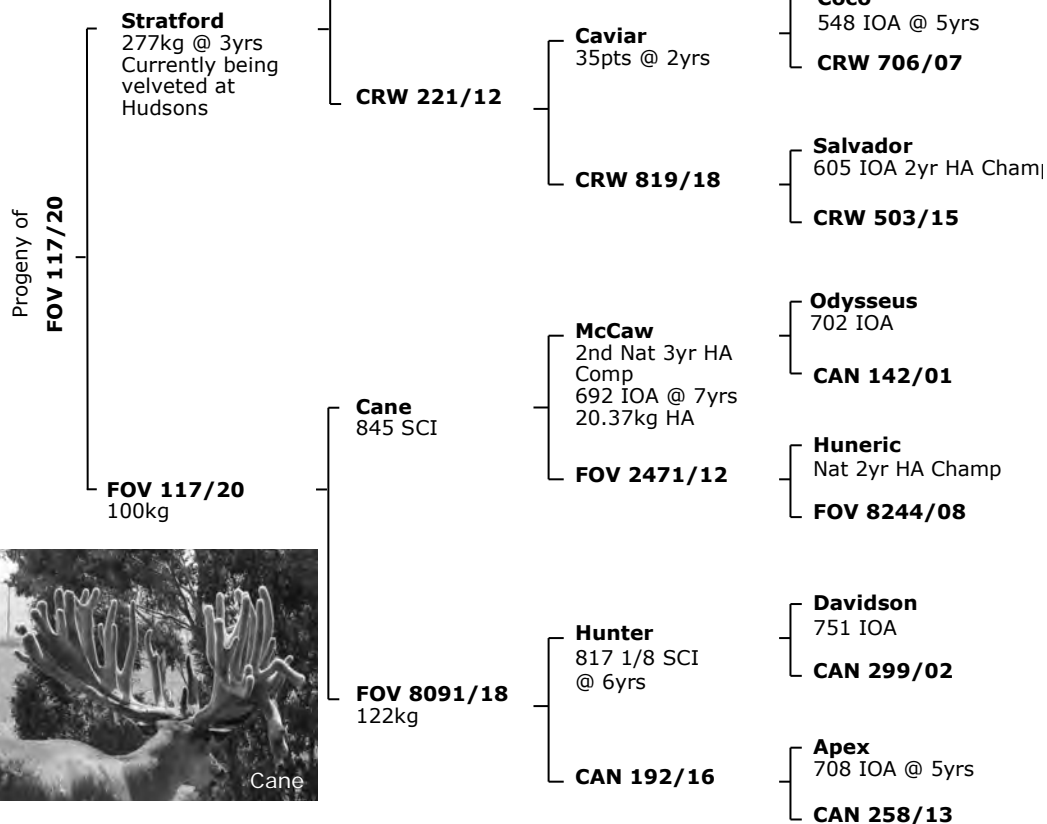 Progeny of
FOV 117/20
Stratford
277kg @ 3yrs
Currently being
velveted at
Hudsons
FOV 117/20
100kg
CRW 221/12
Cane
845 SCI
FOV 8091/18
122kg
Caviar
35pts @ 2yrs
CRW 819/18
McCaw
2nd Nat 3yr HA
Comp
692 IOA @ 7yrs
20.37kg HA
FOV 2471/12
Hunter
817 1/8 SCI
@ 6yrs
CAN 192/16
Coco
548 IOA @ 5yrs
CRW 706/07
Salvador
605 IOA 2yr HA Champ
CRW 503/15
Odysseus
702 IOA
CAN 142/01
Huneric
Nat 2yr HA Champ
FOV 8244/08
Davidson
751 IOA
CAN 299/02
Apex
708 IOA @ 5yrs
CAN 258/13
Cane